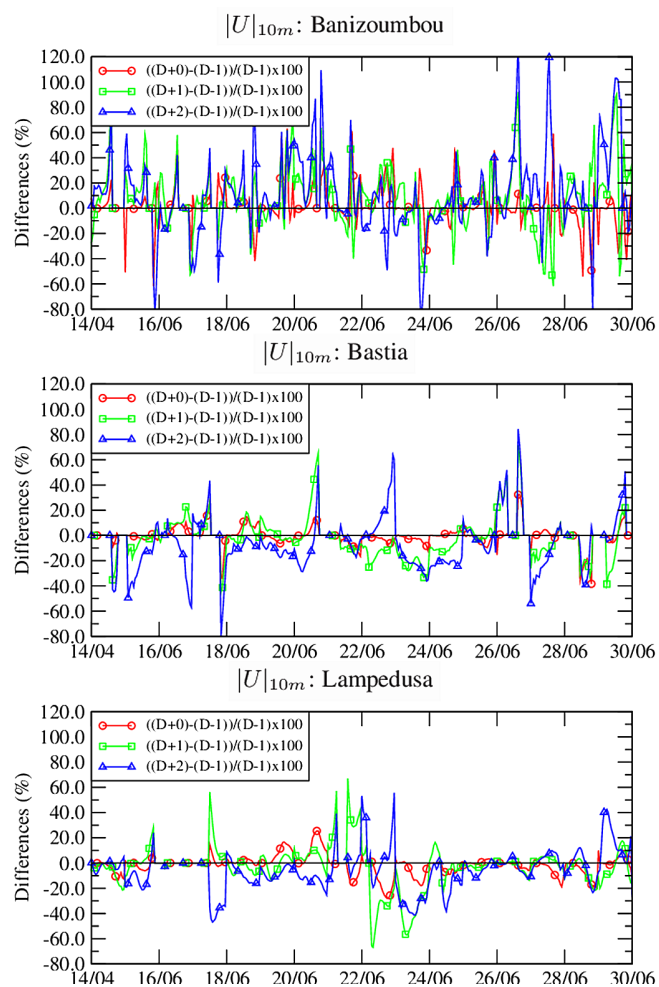 |U|10m: Banizoumbou
120.0
100.0
80.0
60.0
40.0
20.0
0.0
-20.0
-40.0
-60.0
-80.0
Differences (%)
((D+0)-(D-1))/(D-1)x100
((D+1)-(D-1))/(D-1)x100
((D+2)-(D-1))/(D-1)x100
14/04 16/06 18/06 20/06 22/06 24/06 26/06 28/06 30/06
|U|10m: Bastia
120.0
100.0
80.0
60.0
40.0
20.0
0.0
-20.0
-40.0
-60.0
-80.0
Differences (%)
((D+0)-(D-1))/(D-1)x100
((D+1)-(D-1))/(D-1)x100
((D+2)-(D-1))/(D-1)x100
14/04 16/06 18/06 20/06 22/06 24/06 26/06 28/06 30/06
|U|10m: Lampedusa
120.0
100.0
80.0
60.0
40.0
20.0
0.0
-20.0
-40.0
-60.0
-80.0
Differences (%)
((D+0)-(D-1))/(D-1)x100
((D+1)-(D-1))/(D-1)x100
((D+2)-(D-1))/(D-1)x100
14/04 16/06 18/06 20/06 22/06 24/06 26/06 28/06 30/06